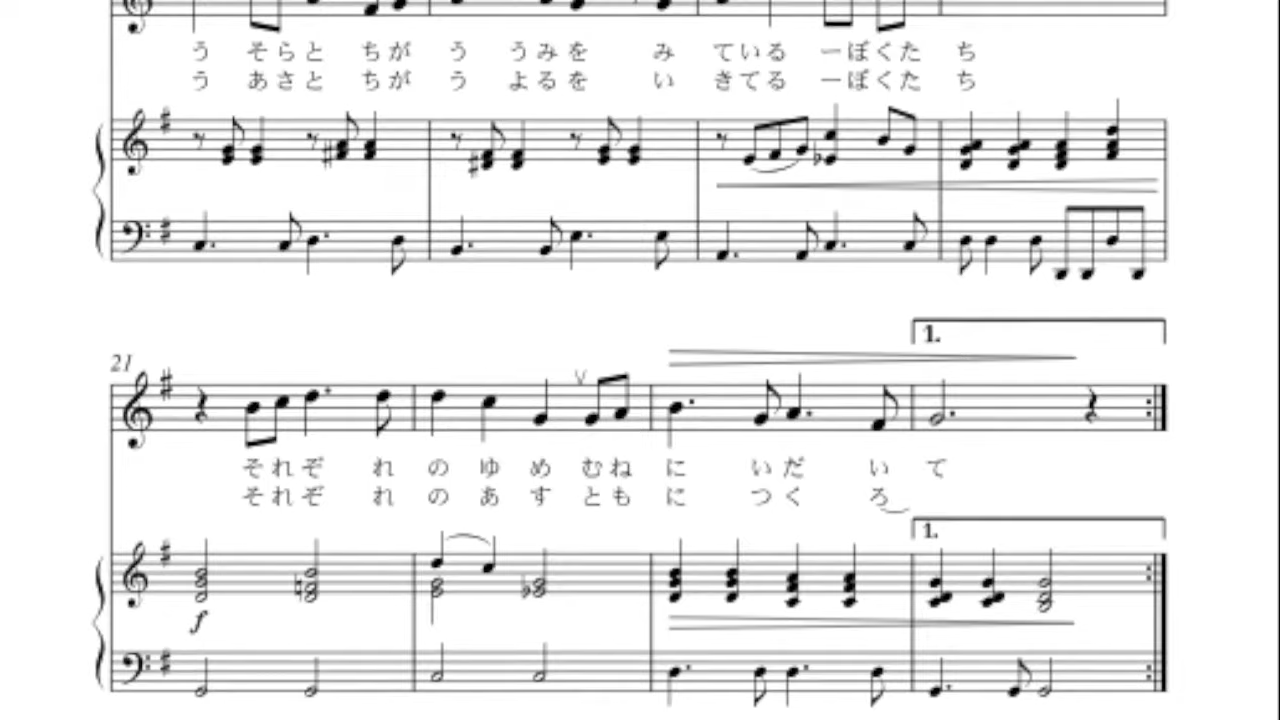 う そらと ちが う うみを み ている ーぼくた ち
う あさと ちが う よるを い きてる ーぼくた ち
21
1.
それぞ れ の ゆ め むね に いだ い て
それぞ れ の あ す とも に つく ろ
1.
f